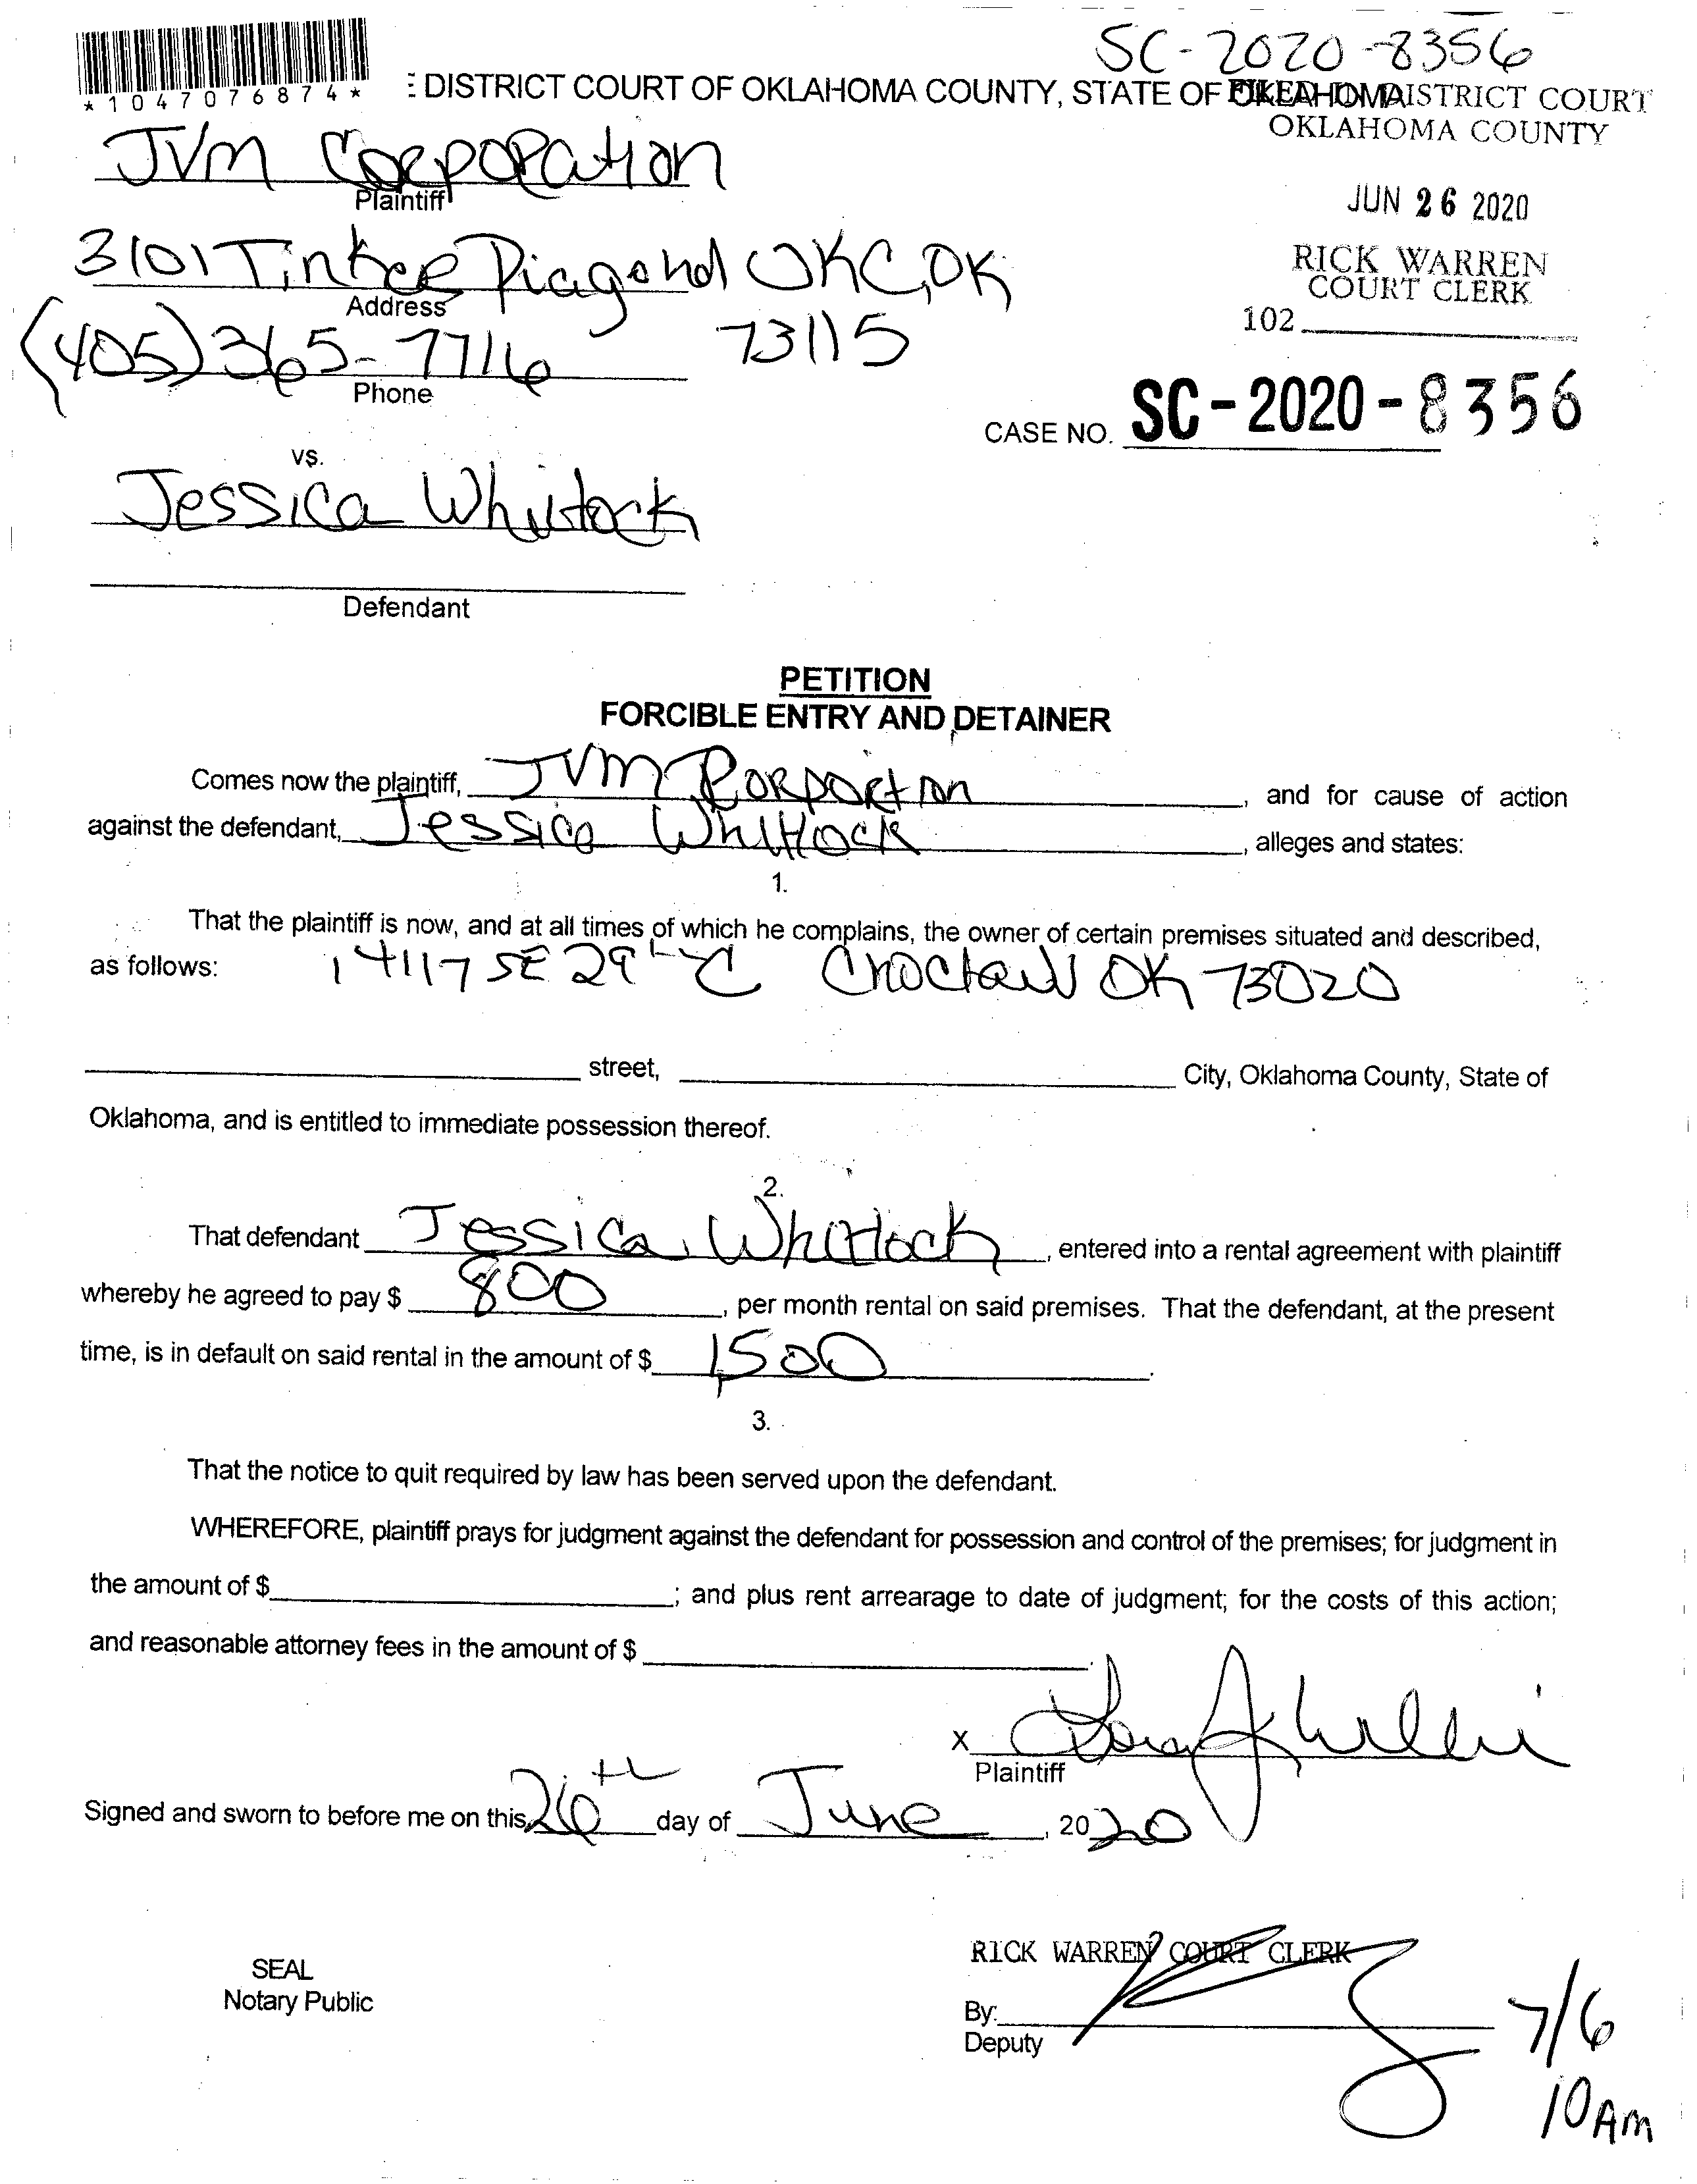 SC-2020-8356
*1047076874*
E DISTRICT COURT OF OKLAHOMA COUNTY, STATE OF OKLAHOMA
FILED IN DISTRICT COURT
OKLAHOMA COUNTY
JVM Corporation
Plaintiff
JUN 26 2020
3101 Tinker Diagonal OKC, OK
Address
RICK WARREN
COURT CLERK
102
73115
(405) 365-7716
Phone
CASE NO. SC-2020-8356
vs.
Jessica Whitlock
Defendant
PETITION
FORCIBLE ENTRY AND DETAINER
Comes now the plaintiff, JVM Corportion, and for cause of action
against the defendant, Jessica Whittock, alleges and states:
1.
That the plaintiff is now, and at all times of which he complains, the owner of certain premises situated and described,
as follows: 14117 SE 29th C Choctaw OK 73020
street, City, Oklahoma County, State of
Oklahoma, and is entitled to immediate possession thereof.
2.
That defendant Jessica Whitlock, entered into a rental agreement with plaintiff
whereby he agreed to pay $ 800, per month rental on said premises. That the defendant, at the present
time, is in default on said rental in the amount of $ 1,500.
3.
That the notice to quit required by law has been served upon the defendant.
WHEREFORE, plaintiff prays for judgment against the defendant for possession and control of the premises; for judgment in
the amount of $ ; and plus rent arrearage to date of judgment; for the costs of this action;
and reasonable attorney fees in the amount of $ .
X
Plaintiff
Signed and sworn to before me on this 26th day of June, 2020
SEAL
Notary Public
RICK WARREN COURT CLERK
By:
Deputy
7/6
10 Am